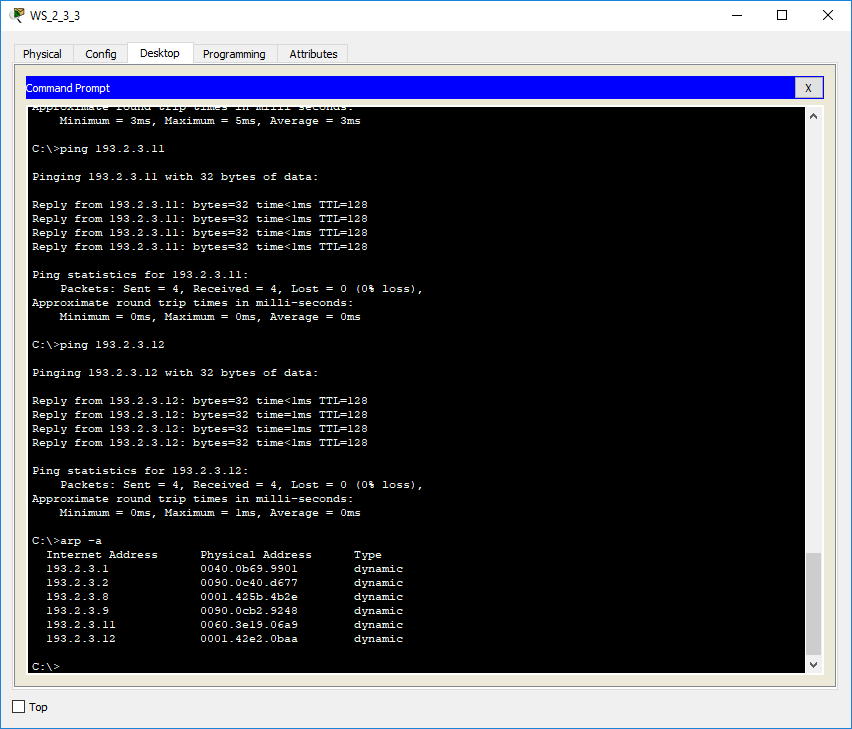 WS_2_3_3
Physical Config Desktop Programming Attributes
Command Prompt X
Approximate round trip times in milli-seconds:
    Minimum = 3ms, Maximum = 5ms, Average = 3ms
C:\>ping 193.2.3.11
Pinging 193.2.3.11 with 32 bytes of data:
Reply from 193.2.3.11: bytes=32 time<1ms TTL=128
Reply from 193.2.3.11: bytes=32 time<1ms TTL=128
Reply from 193.2.3.11: bytes=32 time<1ms TTL=128
Reply from 193.2.3.11: bytes=32 time<1ms TTL=128
Ping statistics for 193.2.3.11:
    Packets: Sent = 4, Received = 4, Lost = 0 (0% loss),
Approximate round trip times in milli-seconds:
    Minimum = 0ms, Maximum = 0ms, Average = 0ms
C:\>ping 193.2.3.12
Pinging 193.2.3.12 with 32 bytes of data:
Reply from 193.2.3.12: bytes=32 time<1ms TTL=128
Reply from 193.2.3.12: bytes=32 time=1ms TTL=128
Reply from 193.2.3.12: bytes=32 time=1ms TTL=128
Reply from 193.2.3.12: bytes=32 time<1ms TTL=128
Ping statistics for 193.2.3.12:
    Packets: Sent = 4, Received = 4, Lost = 0 (0% loss),
Approximate round trip times in milli-seconds:
    Minimum = 0ms, Maximum = 1ms, Average = 0ms
C:\>arp -a
  Internet Address      Physical Address      Type
  193.2.3.1             0040.0b69.9901        dynamic
  193.2.3.2             0090.0c40.d677        dynamic
  193.2.3.8             0001.425b.4b2e        dynamic
  193.2.3.9             0090.0cb2.9248        dynamic
  193.2.3.11            0060.3e19.06a9        dynamic
  193.2.3.12            0001.42e2.0baa        dynamic
C:\>
Top